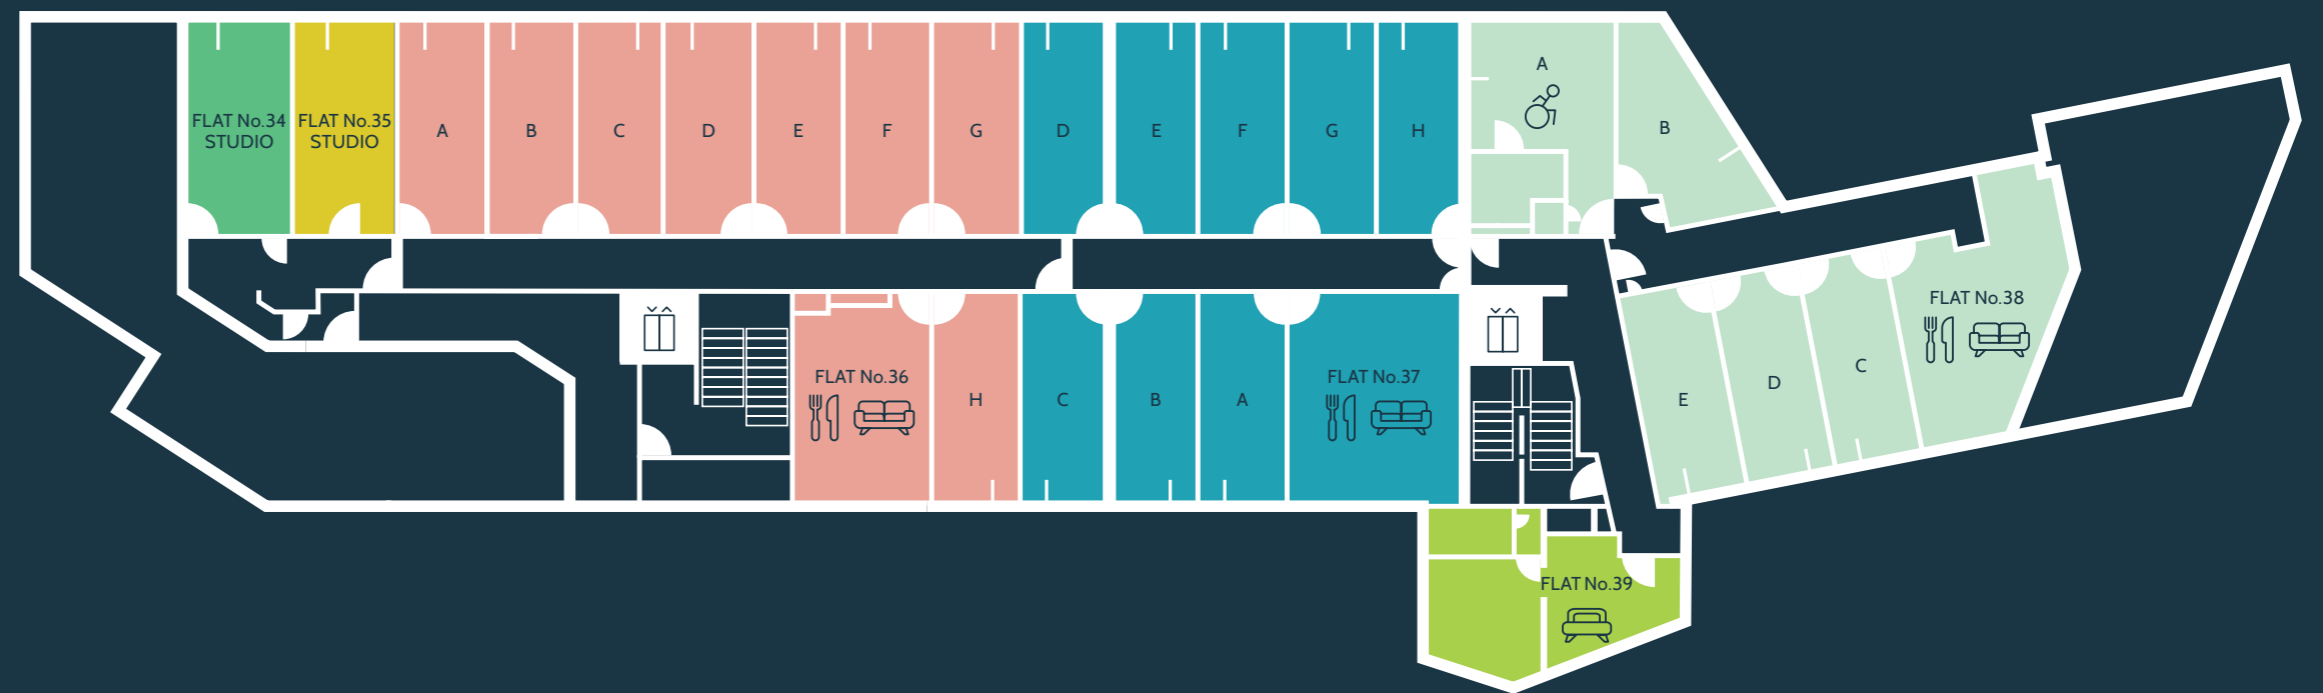 FLAT No.34
STUDIO
FLAT No.35
STUDIO
A
B
C
D
E
F
G
D
E
F
G
H
A
B
FLAT No.36
H
C
B
A
FLAT No.37
E
D
C
FLAT No.38
FLAT No.39